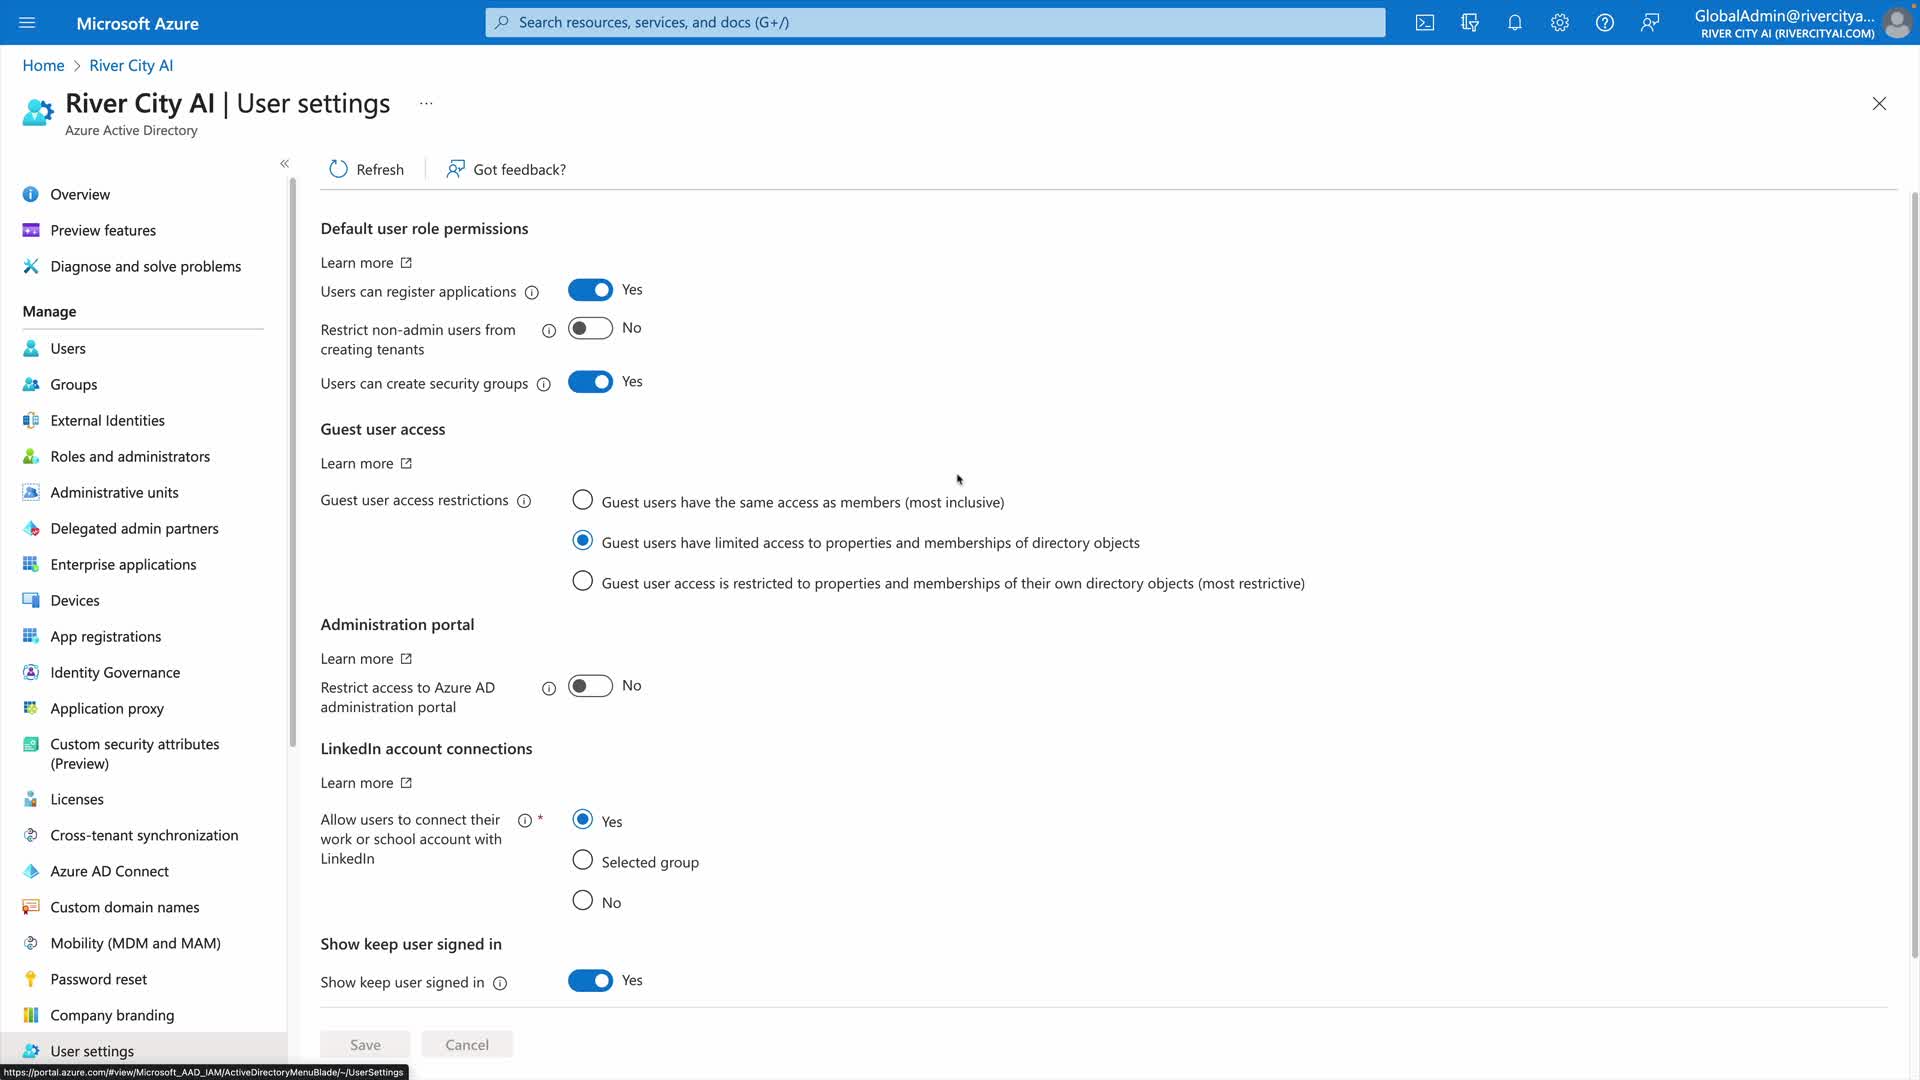 Microsoft Azure
Search resources, services, and docs (G+/)
GlobalAdmin@rivercitya...
RIVER CITY AI (RIVERCITYAI.COM)
Home > River City AI
River City AI | User settings ...
Azure Active Directory
Refresh
Got feedback?
Overview
Preview features
Diagnose and solve problems
Manage
Users
Groups
External Identities
Roles and administrators
Administrative units
Delegated admin partners
Enterprise applications
Devices
App registrations
Identity Governance
Application proxy
Custom security attributes
(Preview)
Licenses
Cross-tenant synchronization
Azure AD Connect
Custom domain names
Mobility (MDM and MAM)
Password reset
Company branding
User settings
Default user role permissions
Learn more
Users can register applications
Yes
Restrict non-admin users from
creating tenants
No
Users can create security groups
Yes
Guest user access
Learn more
Guest user access restrictions
Guest users have the same access as members (most inclusive)
Guest users have limited access to properties and memberships of directory objects
Guest user access is restricted to properties and memberships of their own directory objects (most restrictive)
Administration portal
Learn more
Restrict access to Azure AD
administration portal
No
LinkedIn account connections
Learn more
Allow users to connect their
work or school account with
LinkedIn
*
Yes
Selected group
No
Show keep user signed in
Show keep user signed in
Yes
Save
Cancel
https://portal.azure.com/#view/Microsoft_AAD_IAM/ActiveDirectoryMenuBlade/~/UserSettings